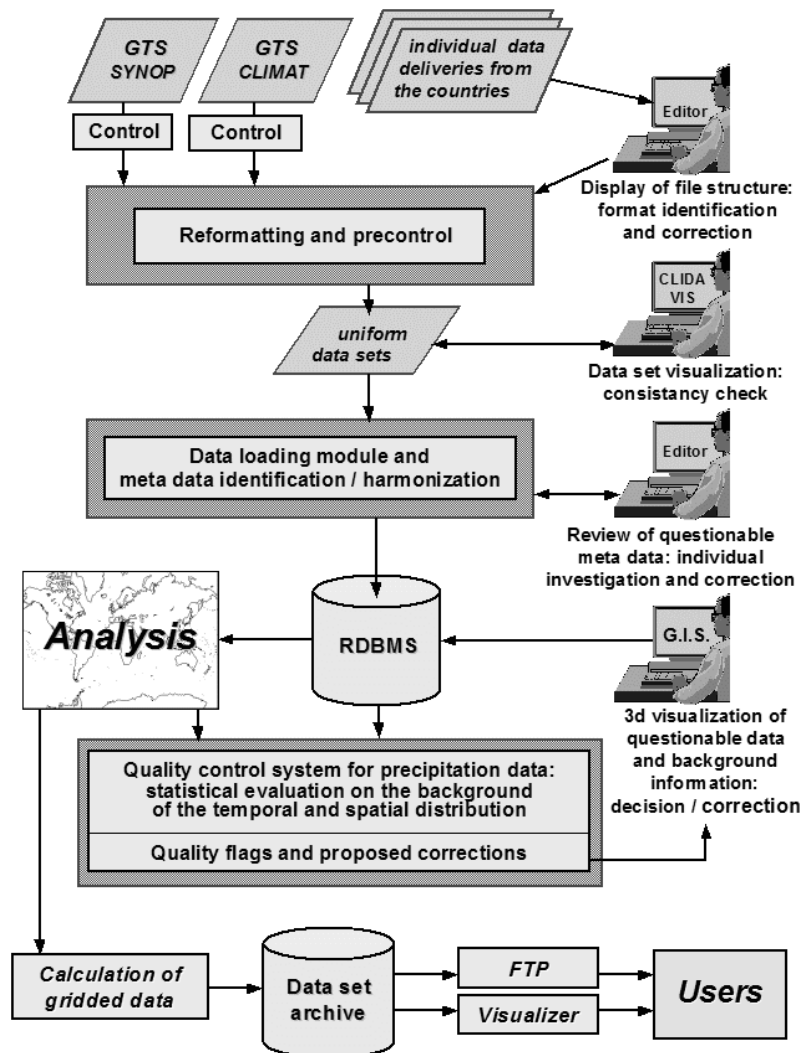 GTS
SYNOP
GTS
CLIMAT
individual data
deliveries from
the countries
Editor
Control
Control
Display of file structure:
format identification
and correction
Reformatting and precontrol
CLIDA
VIS
uniform
data sets
Data set visualization:
consistancy check
Data loading module and
meta data identification / harmonization
Editor
Review of questionable
meta data: individual
investigation and correction
Analysis
RDBMS
G.I.S.
3d visualization of
questionable data
and background
information:
decision / correction
Quality control system for precipitation data:
statistical evaluation on the background
of the temporal and spatial distribution
Quality flags and proposed corrections
Calculation of
gridded data
Data set
archive
FTP
Visualizer
Users